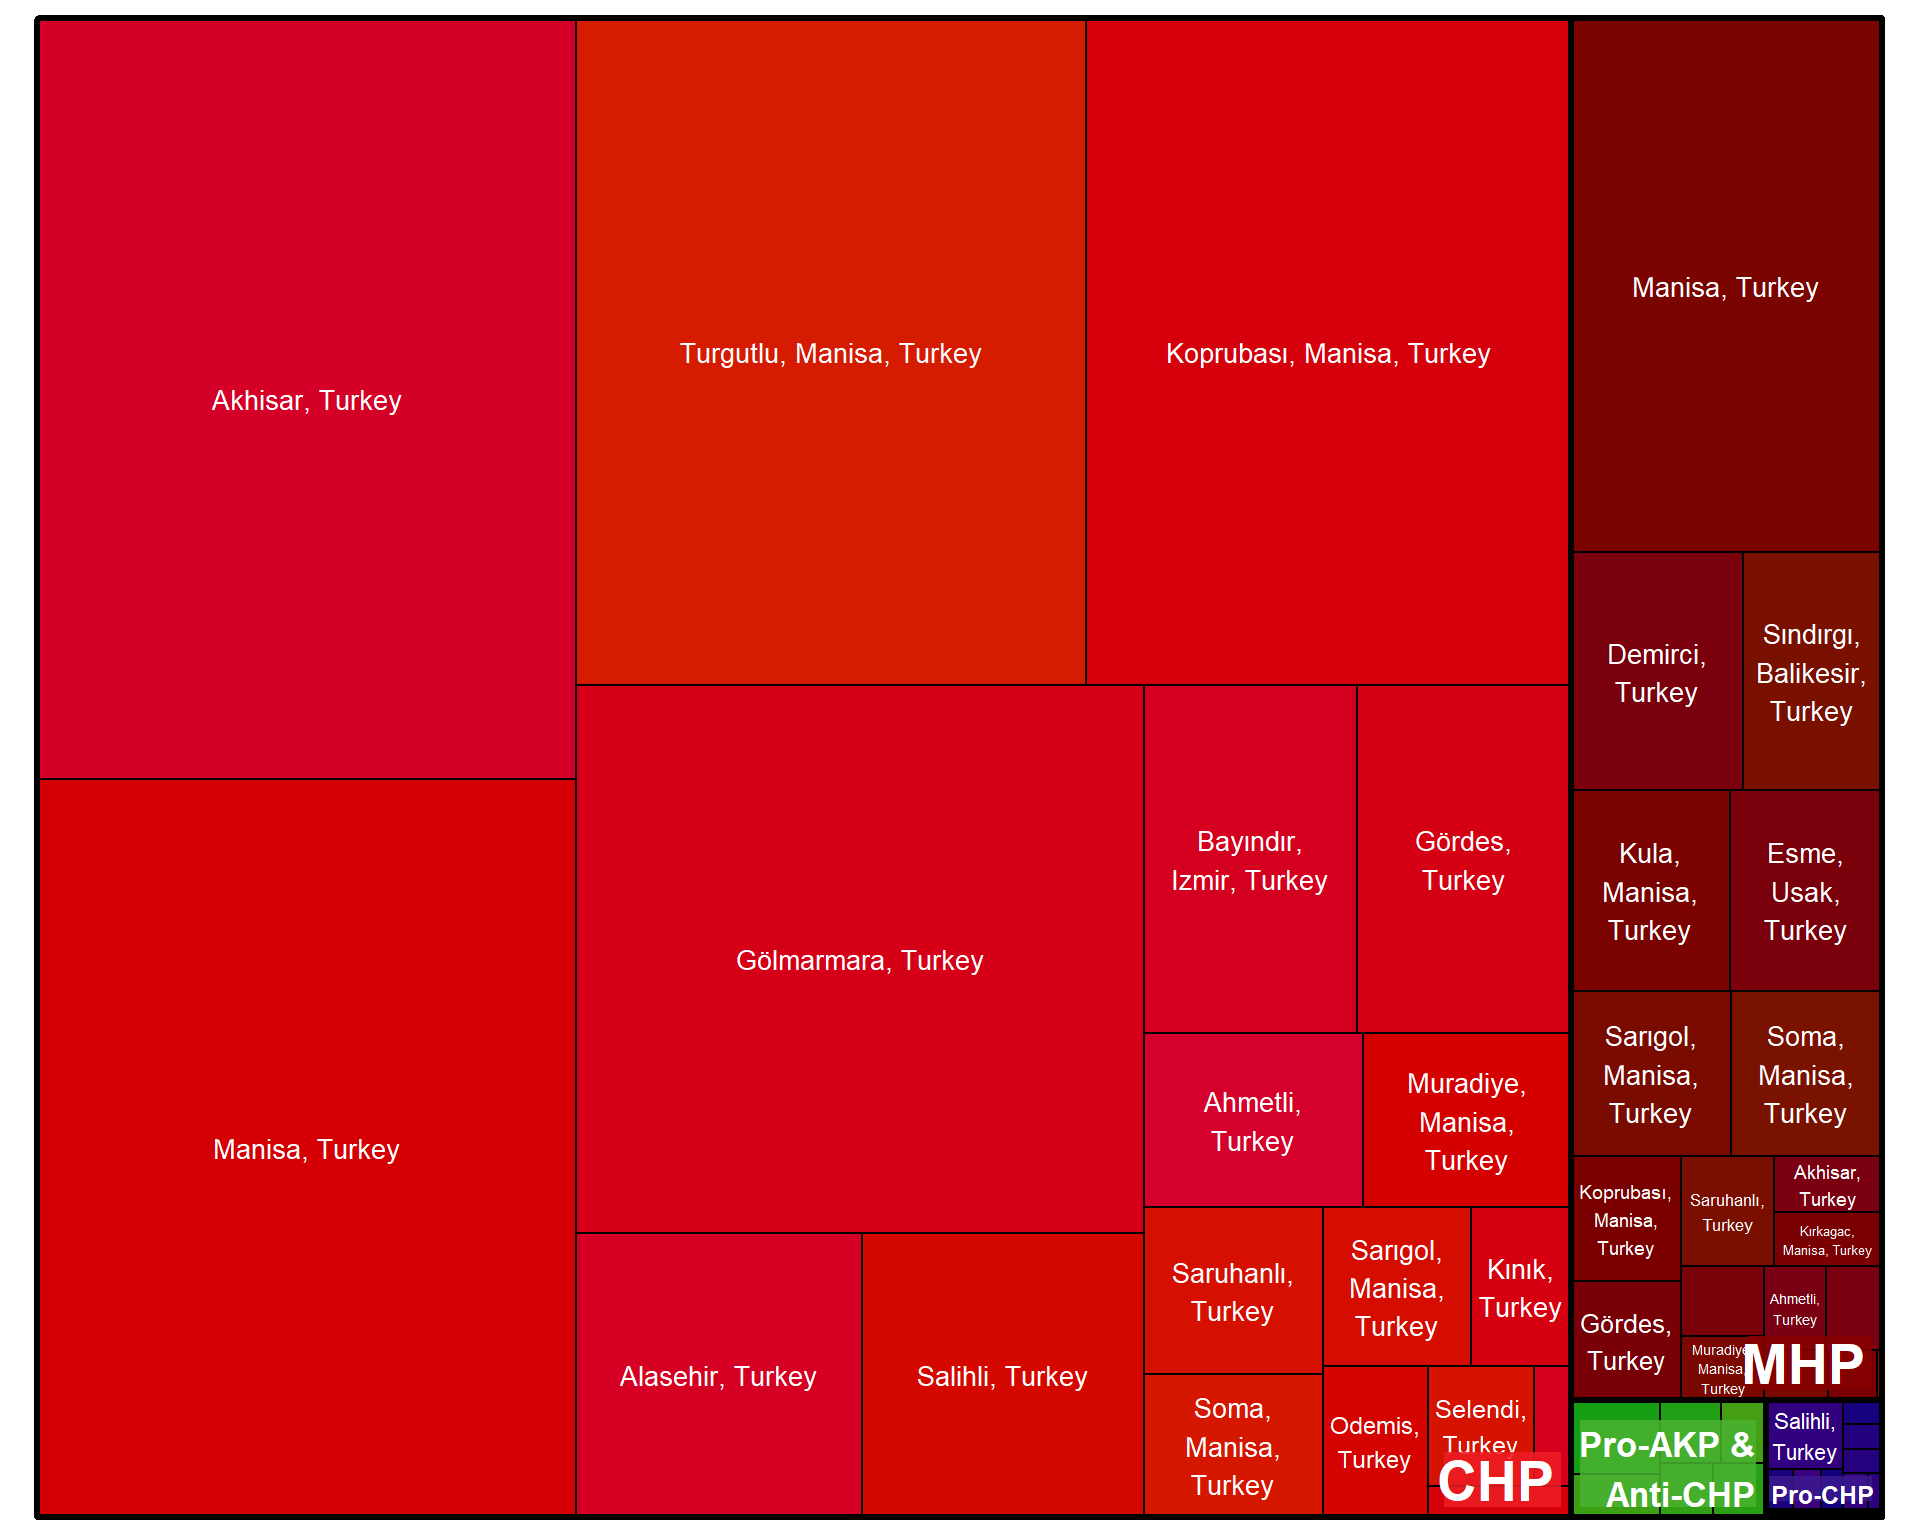 Akhisar, Turkey
Turgutlu, Manisa, Turkey
Koprubası, Manisa, Turkey
Manisa, Turkey
Gölmarmara, Turkey
Alasehir, Turkey
Salihli, Turkey
Bayındır,
Izmir, Turkey
Gördes,
Turkey
Ahmetli,
Turkey
Muradiye,
Manisa,
Turkey
Saruhanlı,
Turkey
Sarıgol,
Manisa,
Turkey
Kınık,
Turkey
Soma,
Manisa,
Turkey
Odemis,
Turkey
Selendi,
Turkey
CHP
Manisa, Turkey
Demirci,
Turkey
Sındırgı,
Balikesir,
Turkey
Kula,
Manisa,
Turkey
Esme,
Usak,
Turkey
Sarıgol,
Manisa,
Turkey
Soma,
Manisa,
Turkey
Koprubası,
Manisa,
Turkey
Saruhanlı,
Turkey
Akhisar,
Turkey
Kırkagac,
Manisa, Turkey
Gördes,
Turkey
Ahmetli,
Turkey
Muradiye,
Manisa,
Turkey
MHP
Pro-AKP &
Anti-CHP
Salihli,
Turkey
Pro-CHP